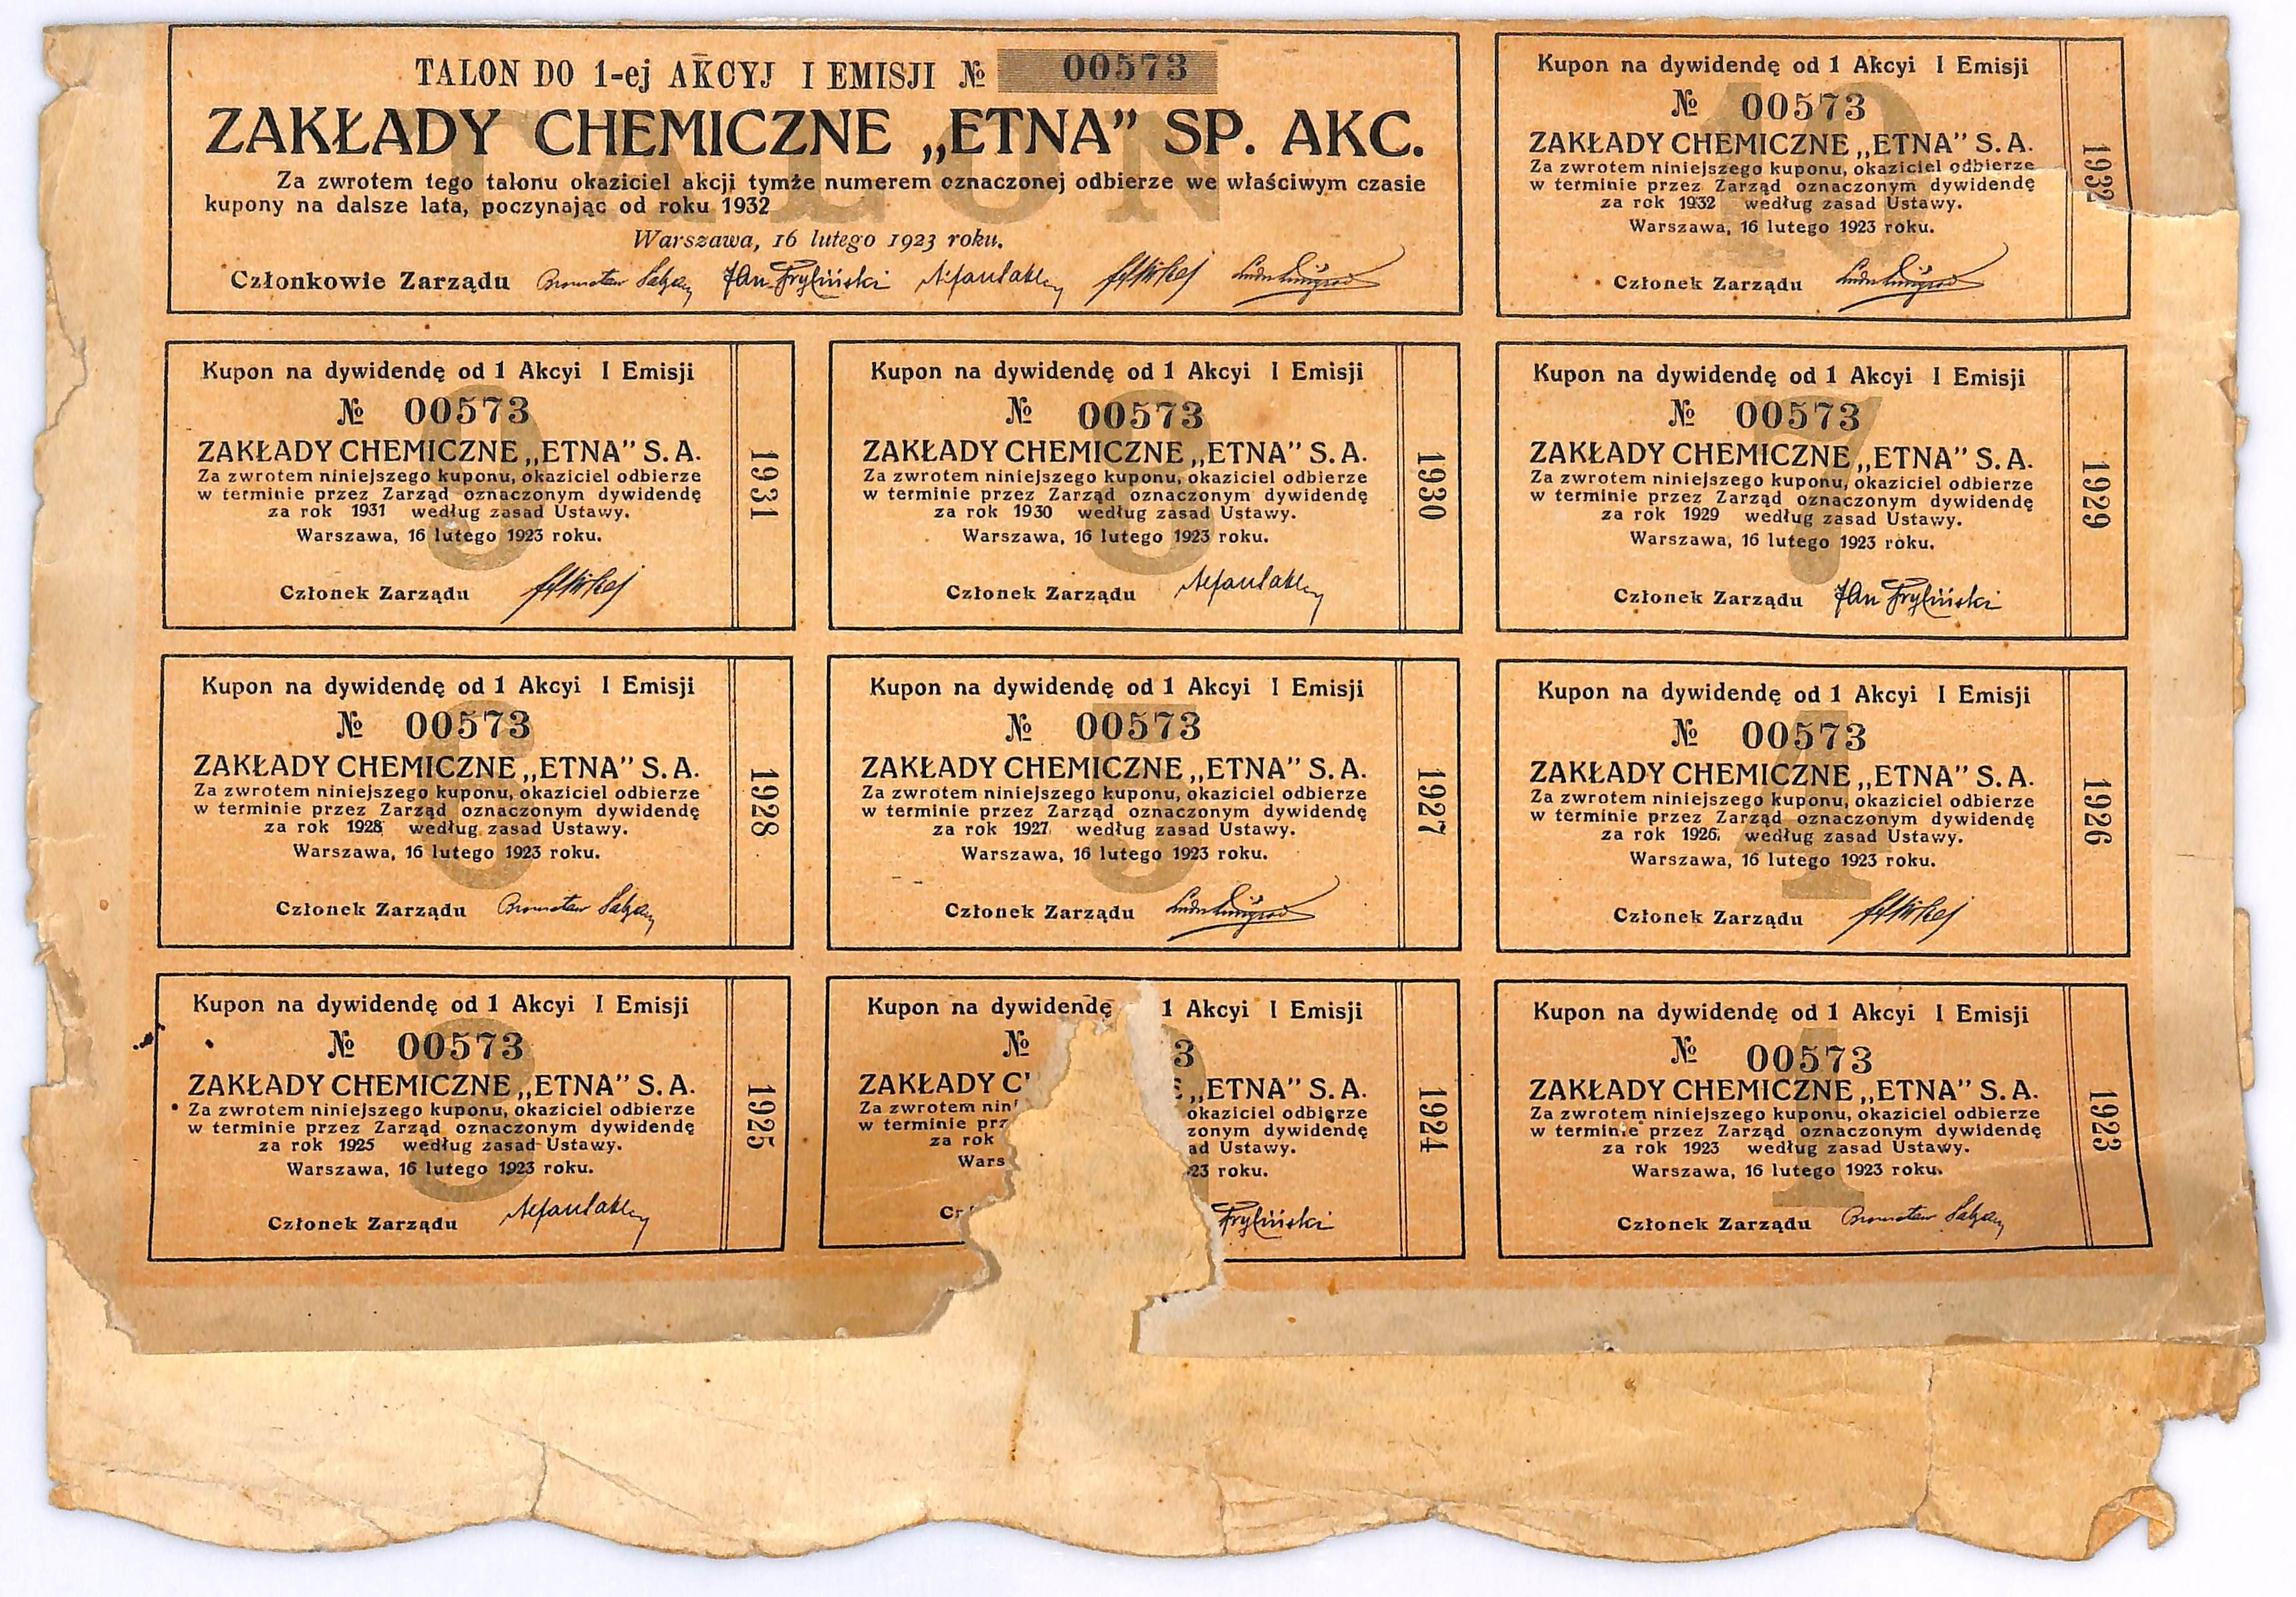 TALON DO 1-ej AKCYJ I EMISJI № 00573
ZAKŁADY CHEMICZNE „ETNA” SP. AKC.
Za zwrotem tego talonu okaziciel akcji tymże numerem oznaczonej odbierze we właściwym czasie
kupony na dalsze lata, poczynając od roku 1932
Warszawa, 16 lutego 1923 roku.
Członkowie Zarządu Jan Fryliński
TALON
Kupon na dywidendę od 1 Akcyi I Emisji
№ 00573
ZAKŁADY CHEMICZNE „ETNA” S. A.
Za zwrotem niniejszego kuponu, okaziciel odbierze
w terminie przez Zarząd oznaczonym dywidendę
za rok 1932 według zasad Ustawy.
Warszawa, 16 lutego 1923 roku.
Członek Zarządu
1932
10
Kupon na dywidendę od 1 Akcyi I Emisji
№ 00573
ZAKŁADY CHEMICZNE „ETNA” S. A.
Za zwrotem niniejszego kuponu, okaziciel odbierze
w terminie przez Zarząd oznaczonym dywidendę
za rok 1931 według zasad Ustawy.
Warszawa, 16 lutego 1923 roku.
Członek Zarządu
1931
9
Kupon na dywidendę od 1 Akcyi I Emisji
№ 00573
ZAKŁADY CHEMICZNE „ETNA” S. A.
Za zwrotem niniejszego kuponu, okaziciel odbierze
w terminie przez Zarząd oznaczonym dywidendę
za rok 1930 według zasad Ustawy.
Warszawa, 16 lutego 1923 roku.
Członek Zarządu
1930
8
Kupon na dywidendę od 1 Akcyi I Emisji
№ 00573
ZAKŁADY CHEMICZNE „ETNA” S. A.
Za zwrotem niniejszego kuponu, okaziciel odbierze
w terminie przez Zarząd oznaczonym dywidendę
za rok 1929 według zasad Ustawy.
Warszawa, 16 lutego 1923 roku.
Członek Zarządu Jan Fryliński
1929
7
Kupon na dywidendę od 1 Akcyi I Emisji
№ 00573
ZAKŁADY CHEMICZNE „ETNA” S. A.
Za zwrotem niniejszego kuponu, okaziciel odbierze
w terminie przez Zarząd oznaczonym dywidendę
za rok 1928 według zasad Ustawy.
Warszawa, 16 lutego 1923 roku.
Członek Zarządu
1928
6
Kupon na dywidendę od 1 Akcyi I Emisji
№ 00573
ZAKŁADY CHEMICZNE „ETNA” S. A.
Za zwrotem niniejszego kuponu, okaziciel odbierze
w terminie przez Zarząd oznaczonym dywidendę
za rok 1927 według zasad Ustawy.
Warszawa, 16 lutego 1923 roku.
Członek Zarządu
1927
5
Kupon na dywidendę od 1 Akcyi I Emisji
№ 00573
ZAKŁADY CHEMICZNE „ETNA” S. A.
Za zwrotem niniejszego kuponu, okaziciel odbierze
w terminie przez Zarząd oznaczonym dywidendę
za rok 1926 według zasad Ustawy.
Warszawa, 16 lutego 1923 roku.
Członek Zarządu
1926
4
Kupon na dywidendę od 1 Akcyi I Emisji
№ 00573
ZAKŁADY CHEMICZNE „ETNA” S. A.
Za zwrotem niniejszego kuponu, okaziciel odbierze
w terminie przez Zarząd oznaczonym dywidendę
za rok 1925 według zasad Ustawy.
Warszawa, 16 lutego 1923 roku.
Członek Zarządu
1925
3
Kupon na dywidendę 1 Akcyi I Emisji
№ 3
ZAKŁADY „ETNA” S. A.
Za zwrotem okaziciel odbierze
w terminie dywidendę
za rok Ustawy.
23 roku.
Fryliński
1924
Kupon na dywidendę od 1 Akcyi I Emisji
№ 00573
ZAKŁADY CHEMICZNE „ETNA” S. A.
Za zwrotem niniejszego kuponu, okaziciel odbierze
w terminie przez Zarząd oznaczonym dywidendę
za rok 1923 według zasad Ustawy.
Warszawa, 16 lutego 1923 roku.
Członek Zarządu
1923
1